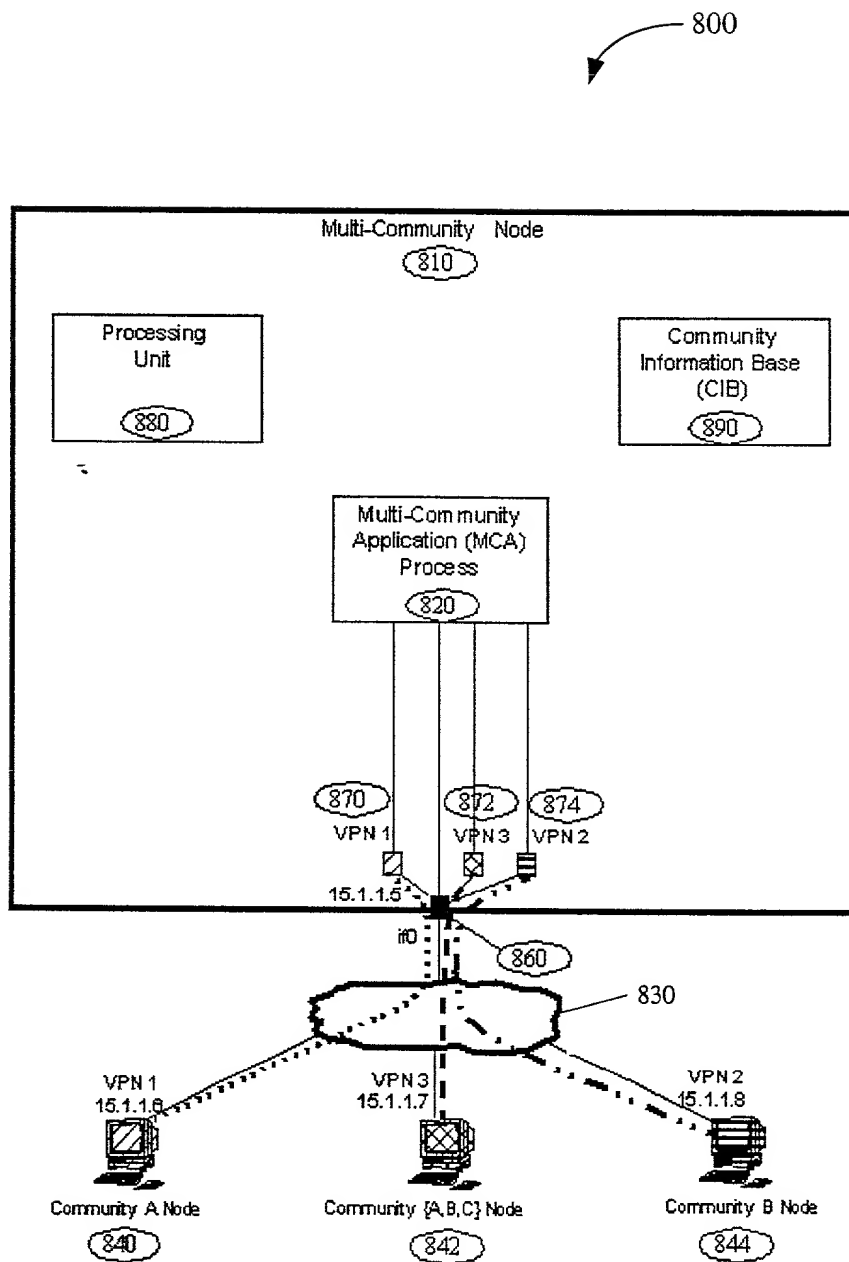 800
Multi-Community Node
810
Processing
Unit
880
Community
Information Base
(CIB)
890
Multi-Community
Application (MCA)
Process
820
870
872
874
VPN 1
VPN 3
VPN 2
15.1.1.5
if0
860
830
VPN 1
15.1.1.6
VPN 3
15.1.1.7
VPN 2
15.1.1.8
Community A Node
840
Community {A,B,C} Node
842
Community B Node
844